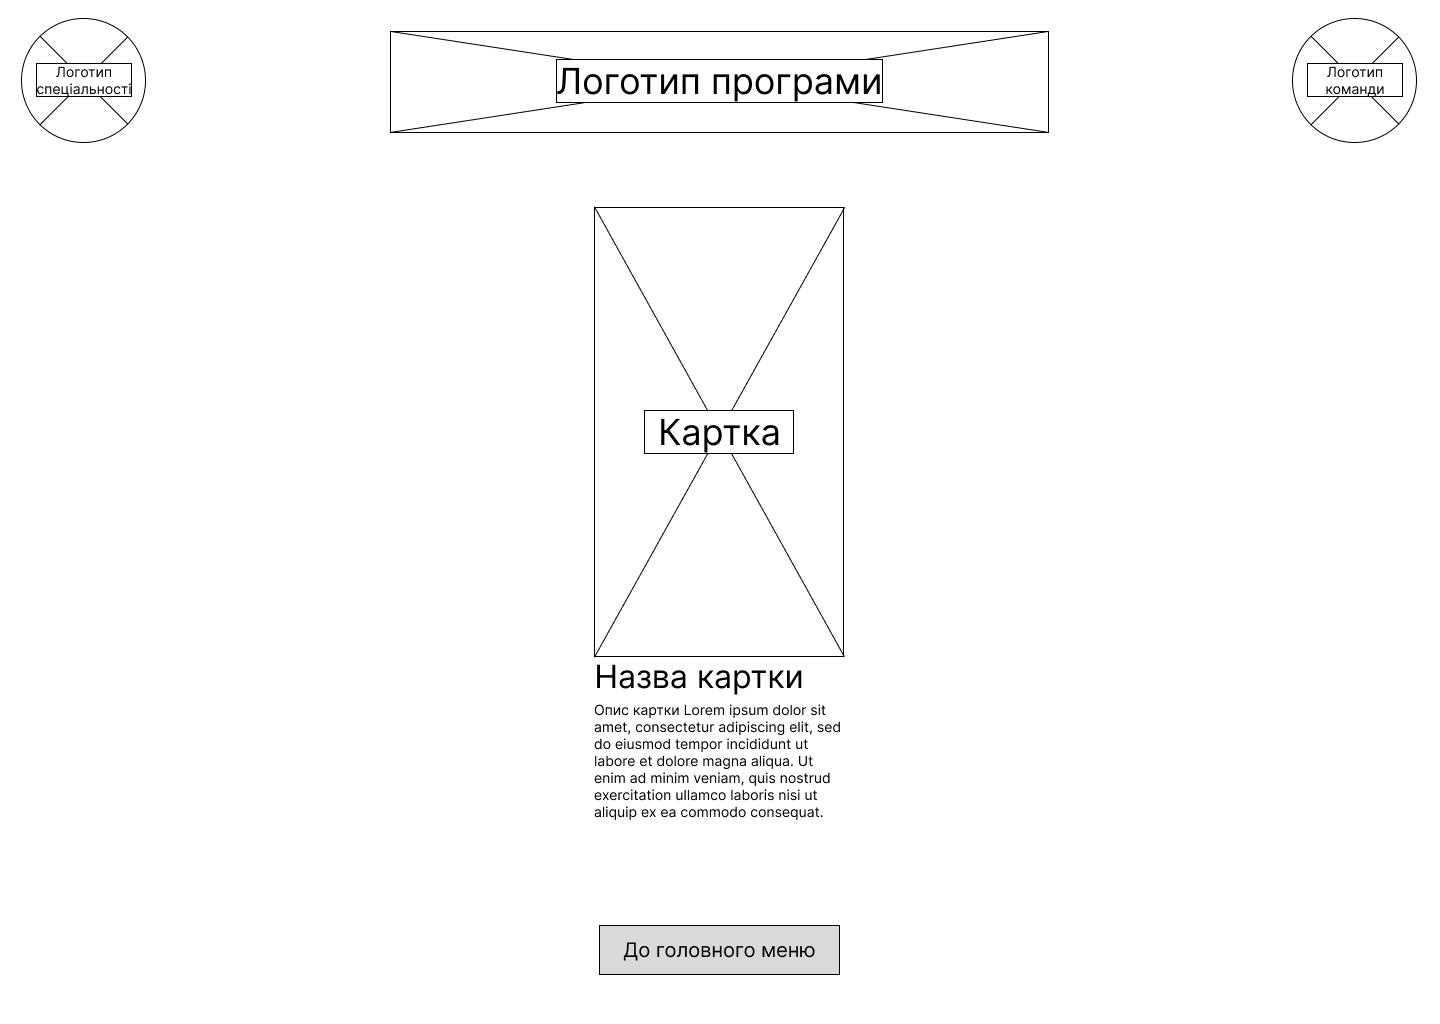 Логотип
спеціальності
Логотип програми
Логотип
команди
Картка
Назва картки
Опис картки Lorem ipsum dolor sit
amet, consectetur adipiscing elit, sed
do eiusmod tempor incididunt ut
labore et dolore magna aliqua. Ut
enim ad minim veniam, quis nostrud
exercitation ullamco laboris nisi ut
aliquip ex ea commodo consequat.
До головного меню